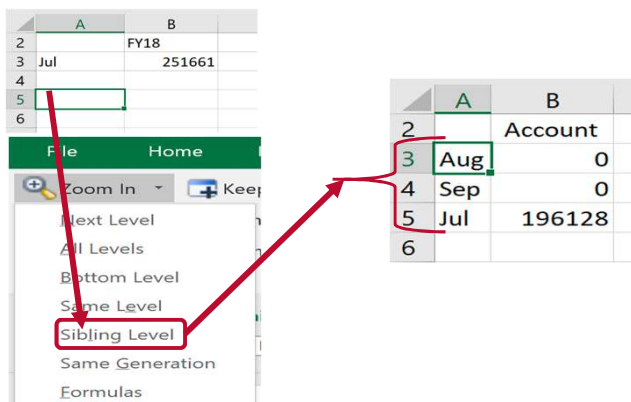 A B
2 FY18
3 Jul 251661
4
5
6
File Home
Zoom In Keep
Next Level
All Levels
Bottom Level
Same Level
Sibling Level
Same Generation
Formulas
A B
2 Account
3 Aug 0
4 Sep 0
5 Jul 196128
6